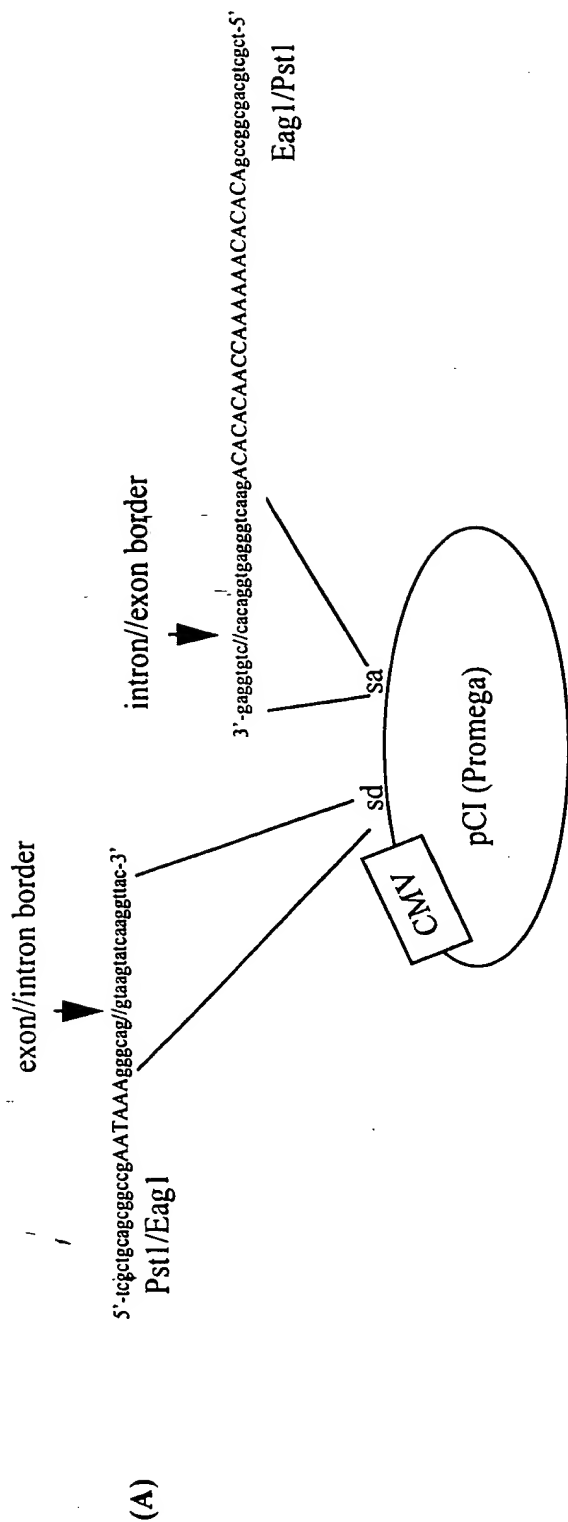 (A)
exon//intron border
5'-tcgctgcagcggccgAATAAAgggcag//gtaagtatcaaggttac-3'
Pst1/Eag1
intron//exon border
3'-gaggtgtc//cacaggtgagggtcaagACACACAACCAAAAAACACACAgccggcgacgtcgct-5'
Eag1/Pst1
CMV
sd
sa
pCI (Promega)